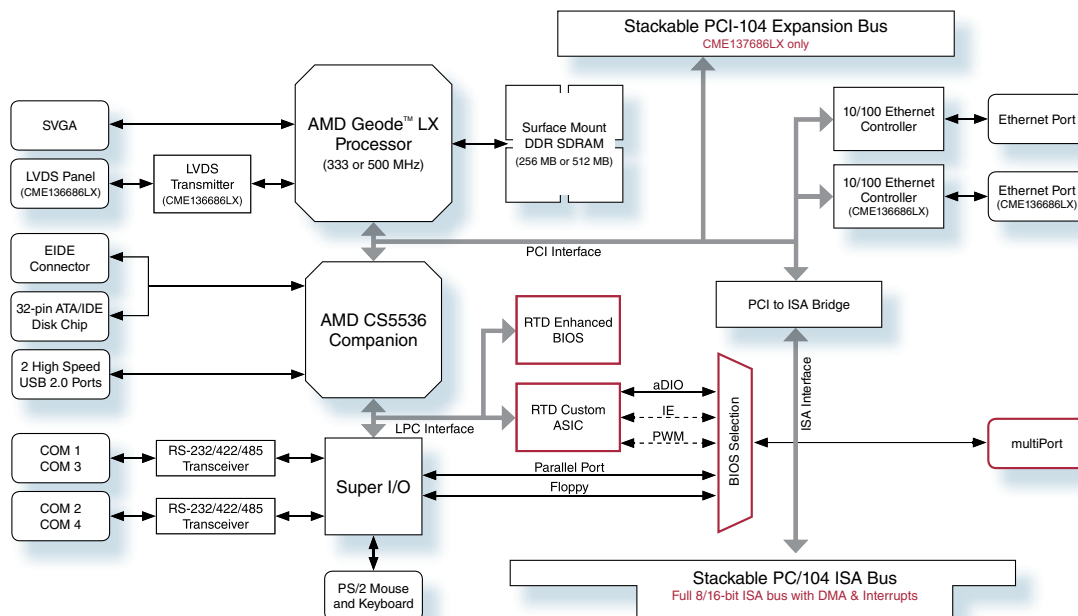 Stackable PCI-104 Expansion Bus
CME137686LX only
SVGA
AMD Geode™ LX
Processor
(333 or 500 MHz)
Surface Mount
DDR SDRAM
(256 MB or 512 MB)
10/100 Ethernet
Controller
Ethernet Port
LVDS Panel
(CME136686LX)
LVDS
Transmitter
(CME136686LX)
10/100 Ethernet
Controller
(CME136686LX)
Ethernet Port
(CME136686LX)
PCI Interface
EIDE
Connector
32-pin ATA/IDE
Disk Chip
2 High Speed
USB 2.0 Ports
AMD CS5536
Companion
RTD Enhanced
BIOS
PCI to ISA Bridge
RTD Custom
ASIC
aDIO
IE
PWM
BIOS Selection
ISA Interface
multiPort
LPC Interface
COM 1
COM 3
RS-232/422/485
Transceiver
Super I/O
Parallel Port
Floppy
COM 2
COM 4
RS-232/422/485
Transceiver
PS/2 Mouse
and Keyboard
Stackable PC/104 ISA Bus
Full 8/16-bit ISA bus with DMA & Interrupts